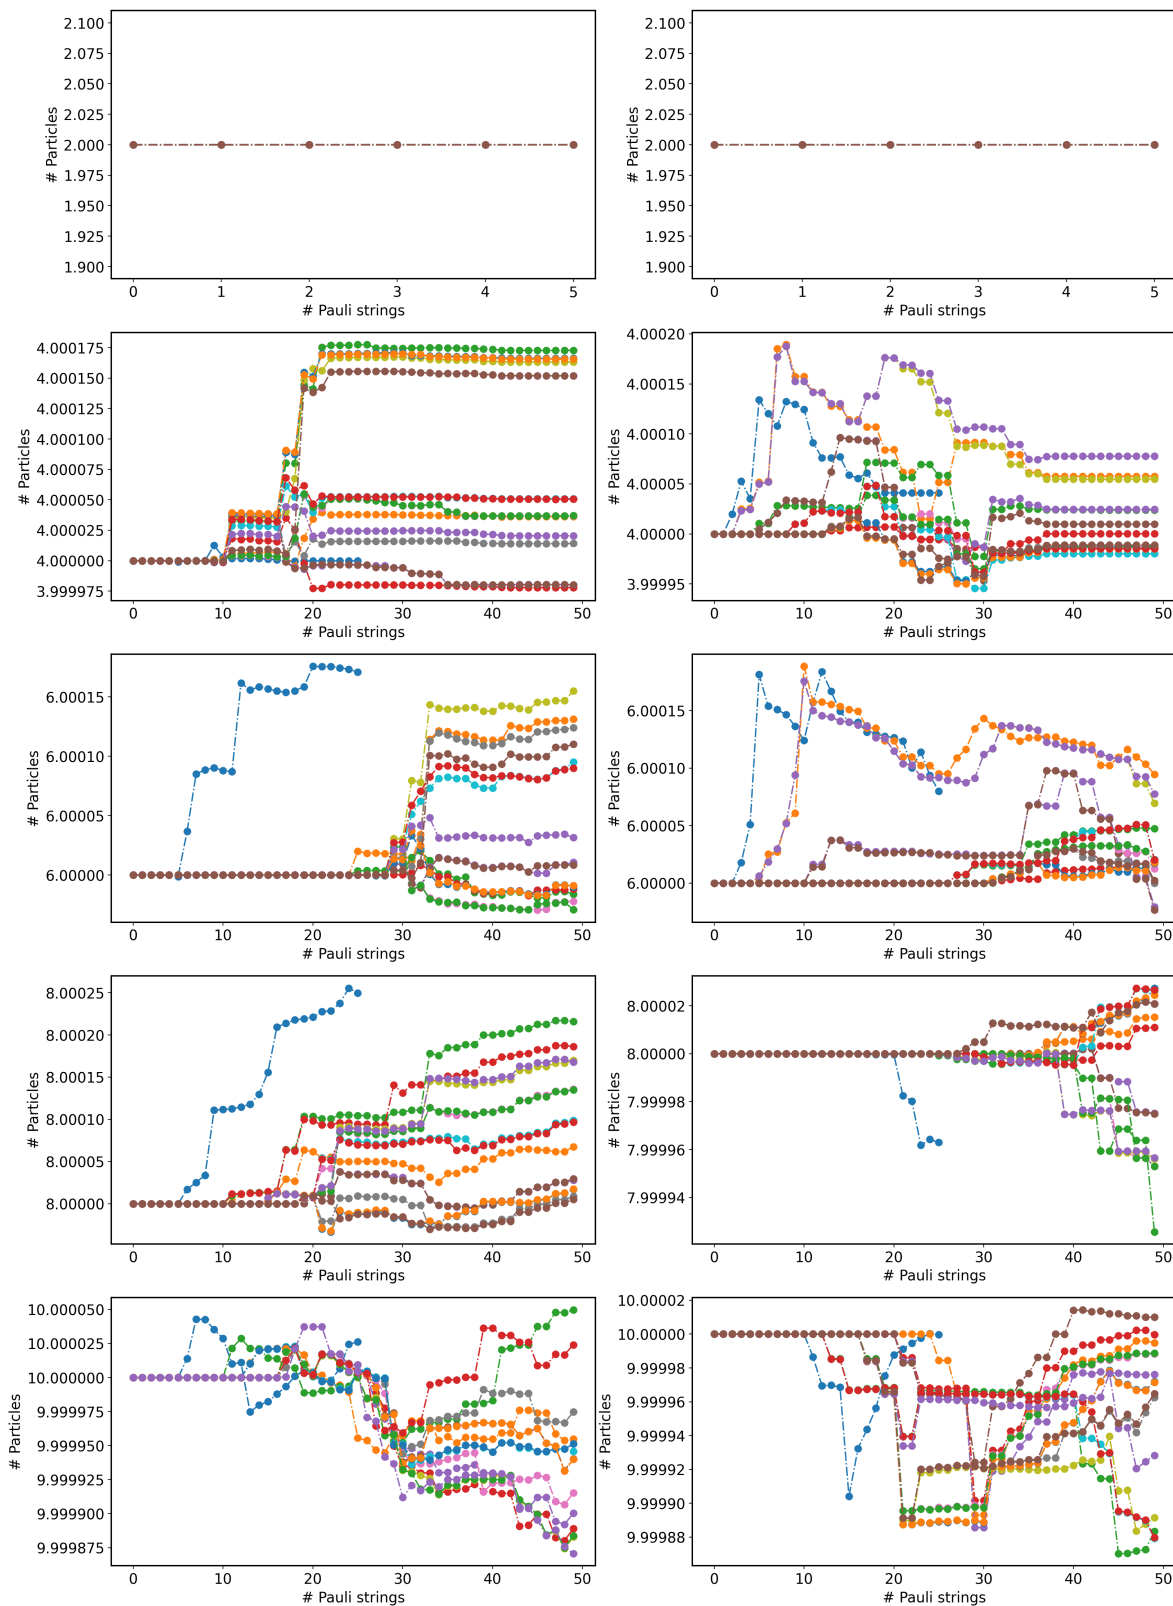 2.100
2.075
2.050
2.025
2.000
1.975
1.950
1.925
1.900
# Particles
0 1 2 3 4 5
# Pauli strings
2.100
2.075
2.050
2.025
2.000
1.975
1.950
1.925
1.900
# Particles
0 1 2 3 4 5
# Pauli strings
4.000175
4.000150
4.000125
4.000100
4.000075
4.000050
4.000025
4.000000
3.999975
# Particles
0 10 20 30 40 50
# Pauli strings
4.00020
4.00015
4.00010
4.00005
4.00000
3.99995
# Particles
0 10 20 30 40 50
# Pauli strings
6.00015
6.00010
6.00005
6.00000
# Particles
0 10 20 30 40 50
# Pauli strings
6.00015
6.00010
6.00005
6.00000
# Particles
0 10 20 30 40 50
# Pauli strings
8.00025
8.00020
8.00015
8.00010
8.00005
8.00000
# Particles
0 10 20 30 40 50
# Pauli strings
8.00002
8.00000
7.99998
7.99996
7.99994
# Particles
0 10 20 30 40 50
# Pauli strings
10.000050
10.000025
10.000000
9.999975
9.999950
9.999925
9.999900
9.999875
# Particles
0 10 20 30 40 50
# Pauli strings
10.00002
10.00000
9.99998
9.99996
9.99994
9.99992
9.99990
9.99988
# Particles
0 10 20 30 40 50
# Pauli strings